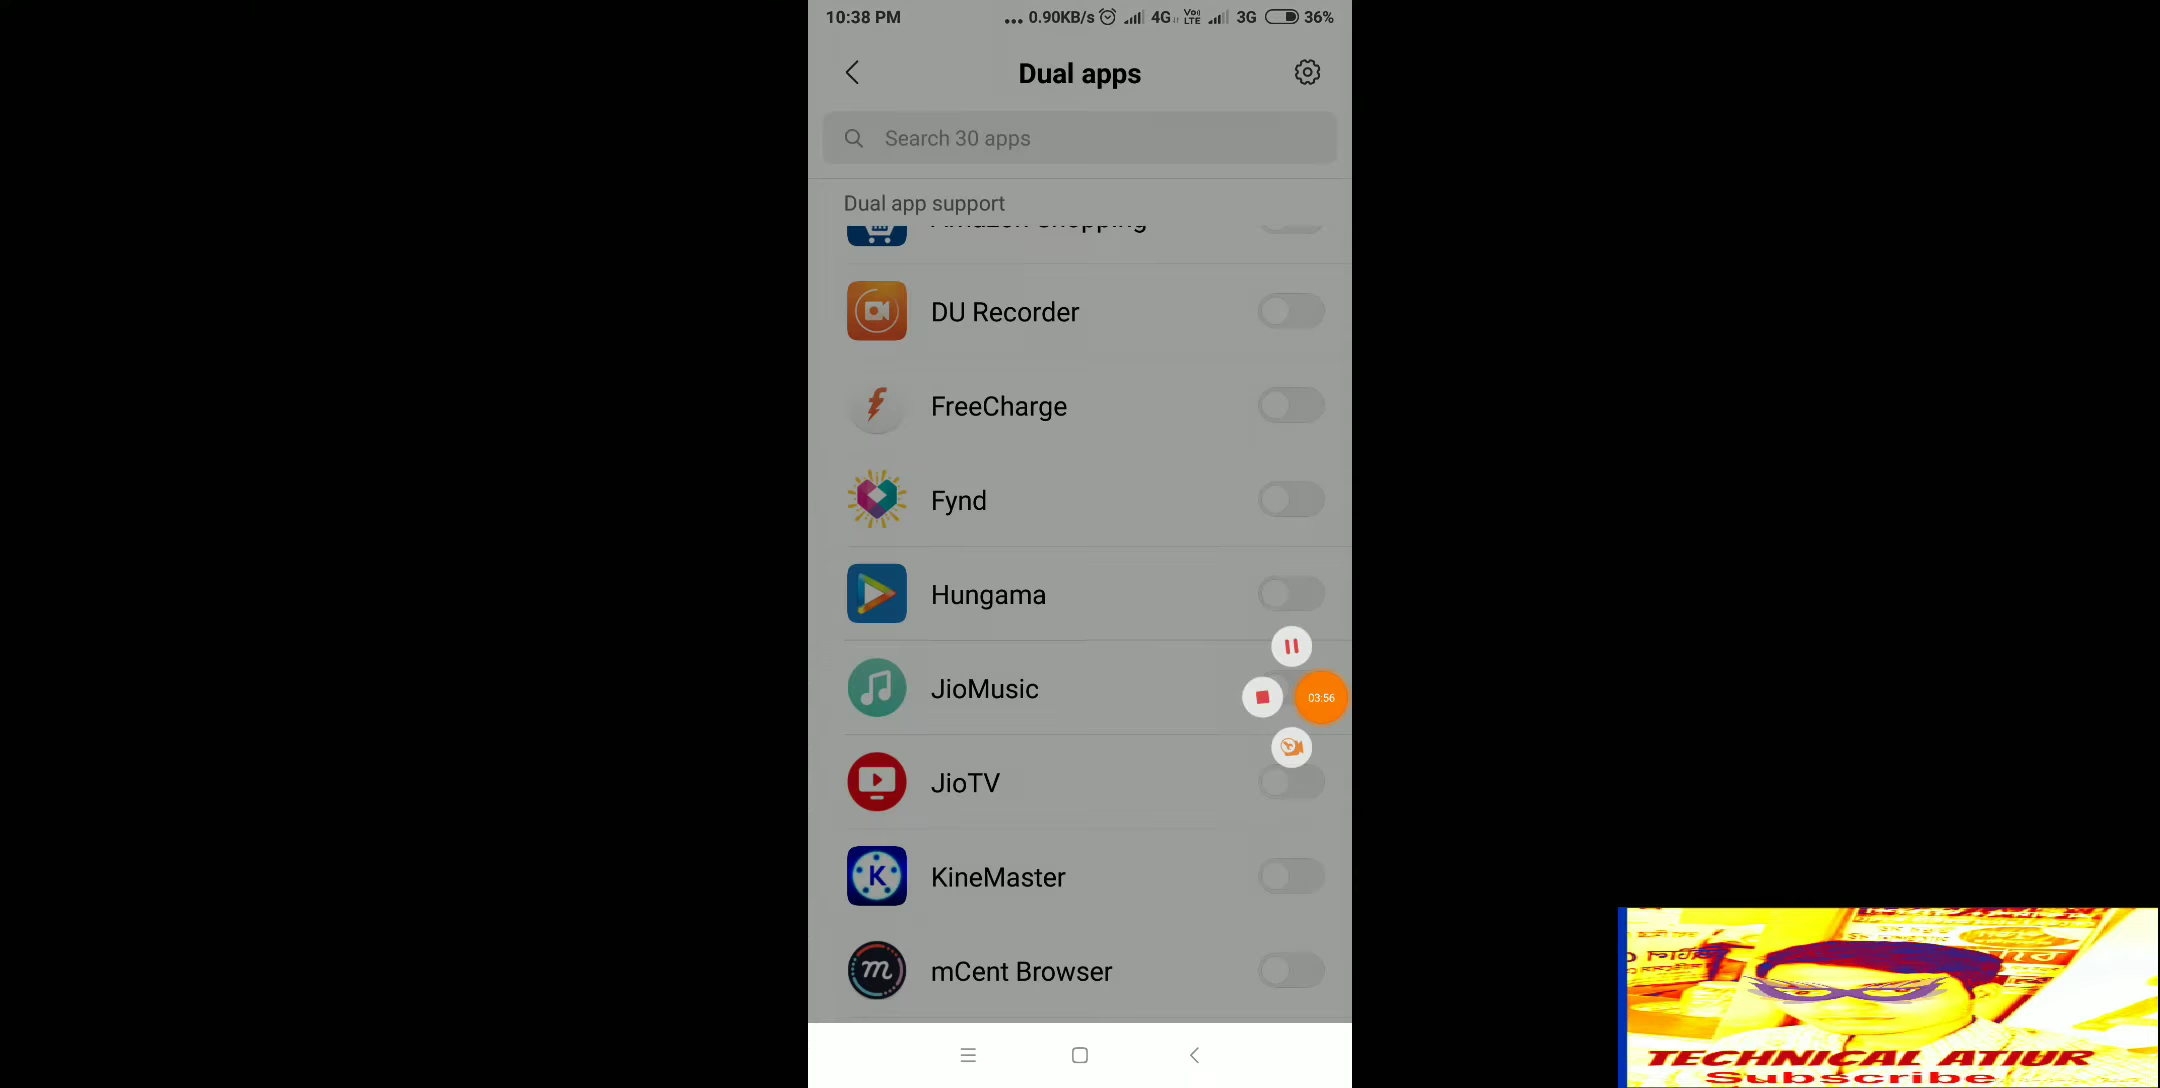 10:38 PM ... 0.90KB/s 4G VoLTE 3G 36%
Dual apps
Search 30 apps
Dual app support
Amazon Shopping
DU Recorder
FreeCharge
Fynd
Hungama
JioMusic
03:56
JioTV
K KineMaster
m mCent Browser
TECHNICAL ATIUR
Subscribe